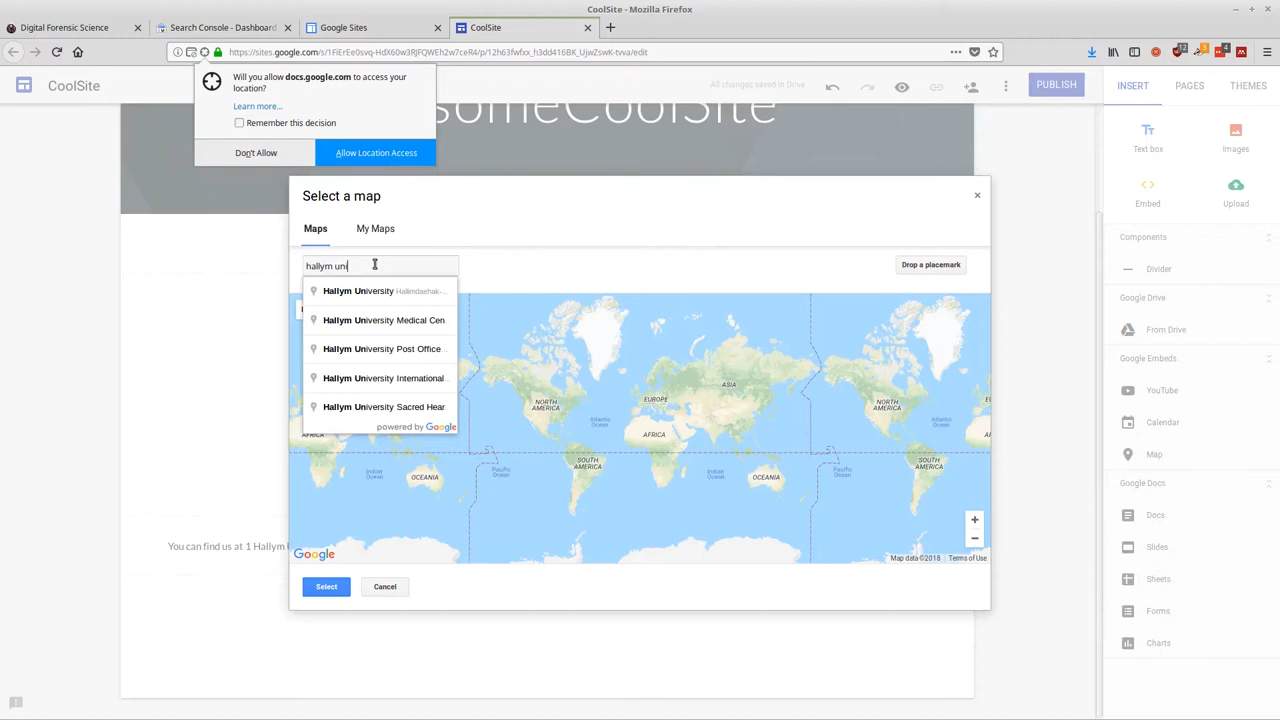 CoolSite - Mozilla Firefox
Digital Forensic Science
Search Console - Dashboard
Google Sites
CoolSite
https://sites.google.com/s/1FiErEe0svq-HdX60w3RJFQWEh2w7ceR4/p/12h63fwfxx_h3dd416BK_UjwZswK-tvva/edit
Will you allow docs.google.com to access your
location?
Learn more...
Remember this decision
Don't Allow
Allow Location Access
CoolSite
All changes saved in Drive
PUBLISH
INSERT
PAGES
THEMES
someCoolSite
Text box
Images
Embed
Upload
Components
Divider
Google Drive
From Drive
Google Embeds
YouTube
Calendar
Map
Google Docs
Docs
Slides
Sheets
Forms
Charts
Select a map
Maps
My Maps
hallym uni
Drop a placemark
Hallym University Hallimdaehak-...
Hallym University Medical Cen
Hallym University Post Office...
Hallym University International...
Hallym University Sacred Hear
powered by Google
NORTH
AMERICA
EUROPE
ASIA
NORTH
AMERICA
Atlantic
Ocean
Atlantic
Ocean
AFRICA
AFRICA
Pacific
Ocean
Pacific
Ocean
SOUTH
AMERICA
SOUTH
AMERICA
Indian
Ocean
Indian
Ocean
OCEANIA
OCEANIA
Google
Map data ©2018
Terms of Use
Select
Cancel
You can find us at 1 Hallym